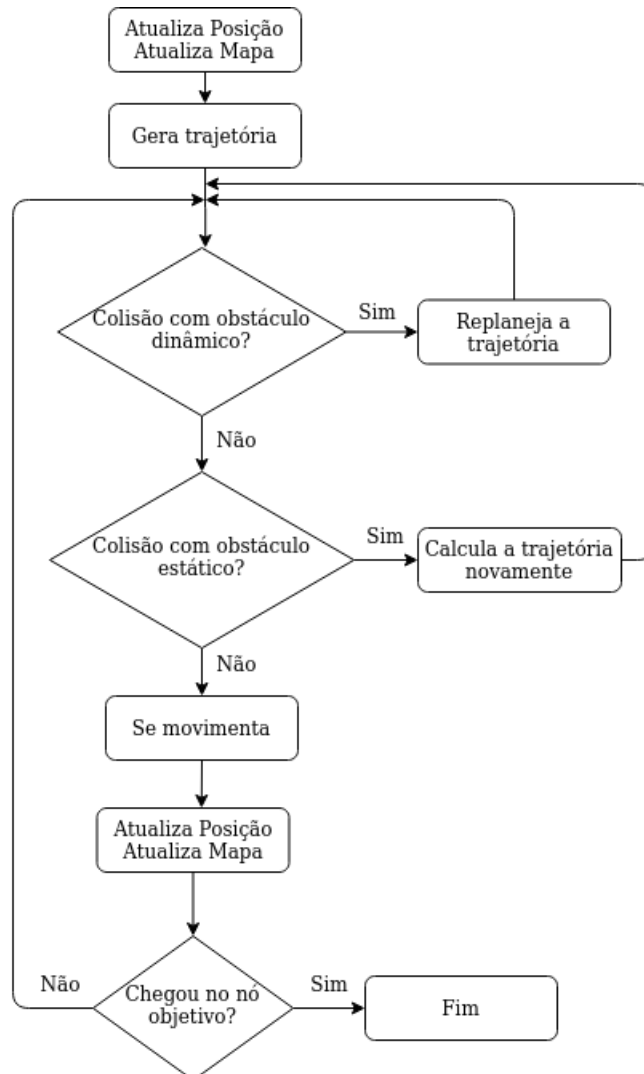 Atualiza Posição
Atualiza Mapa
Gera trajetória
Colisão com obstáculo
dinâmico?
Sim
Replaneja a
trajetória
Não
Colisão com obstáculo
estático?
Sim
Calcula a trajetória
novamente
Não
Se movimenta
Atualiza Posição
Atualiza Mapa
Não
Chegou no nó
objetivo?
Sim
Fim